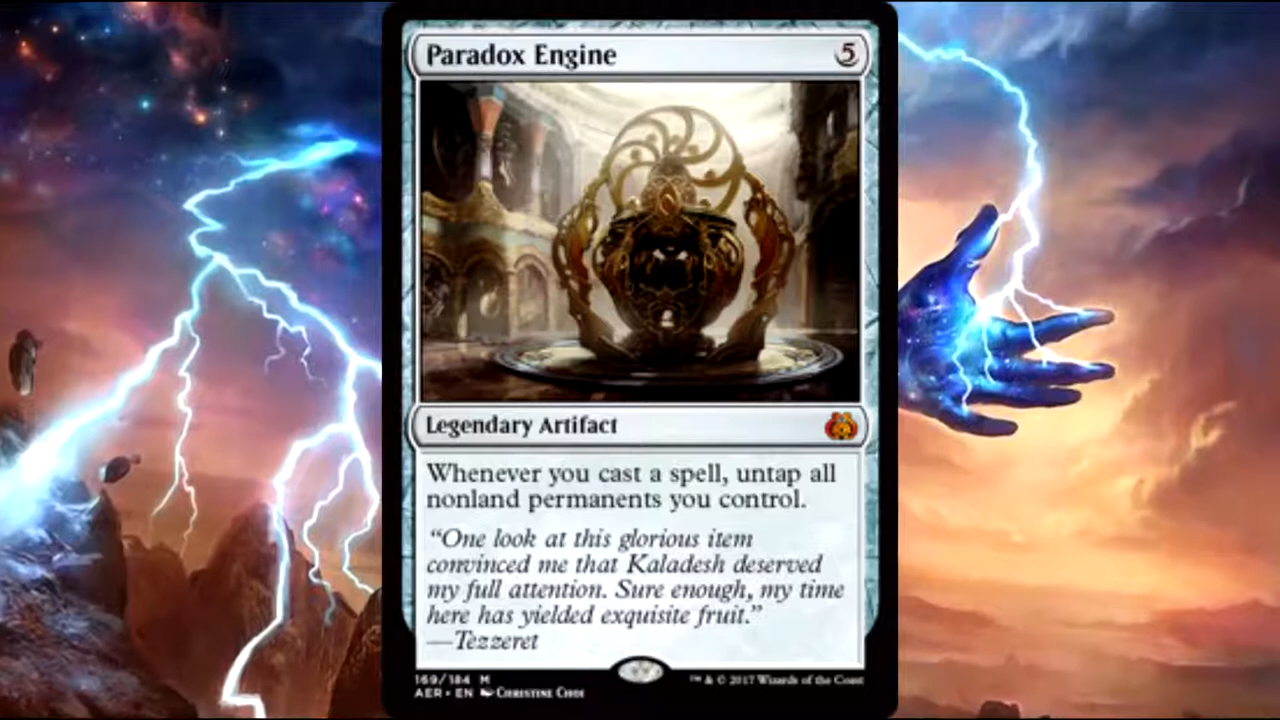 Paradox Engine 5
Legendary Artifact
Whenever you cast a spell, untap all
nonland permanents you control.
“One look at this glorious item
convinced me that Kaladesh deserved
my full attention. Sure enough, my time
here has yielded exquisite fruit.”
—Tezzeret
169/184 M
AER • EN Christine Choi
™ & © 2017 Wizards of the Coast